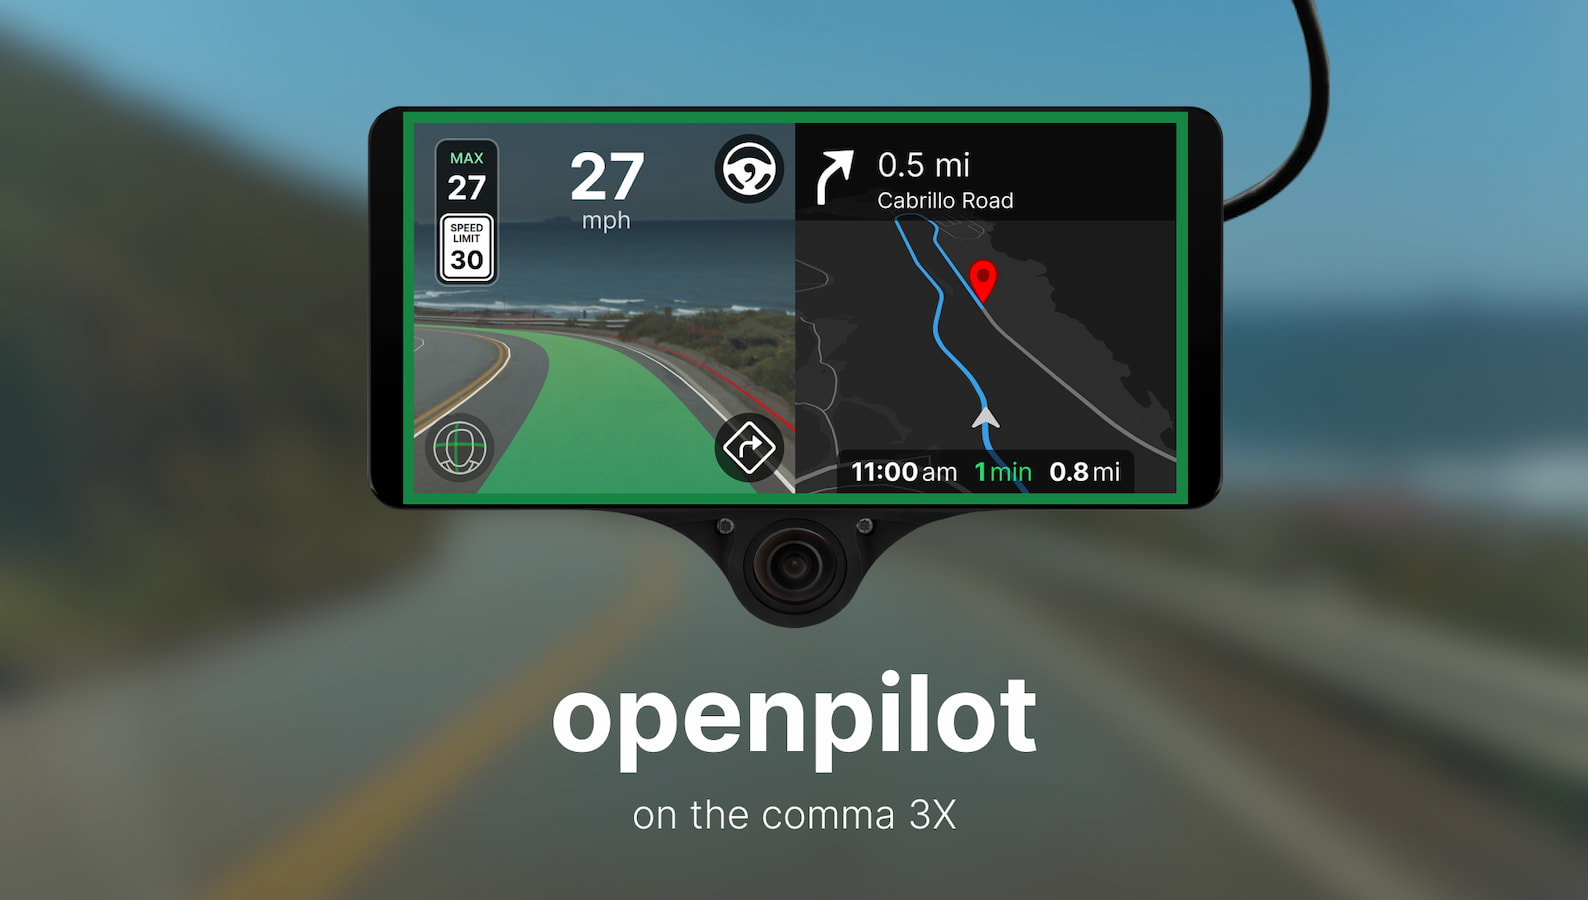 MAX
27
SPEED
LIMIT
30
27
mph
0.5 mi
Cabrillo Road
11:00 am 1 min 0.8 mi
openpilot
on the comma 3X